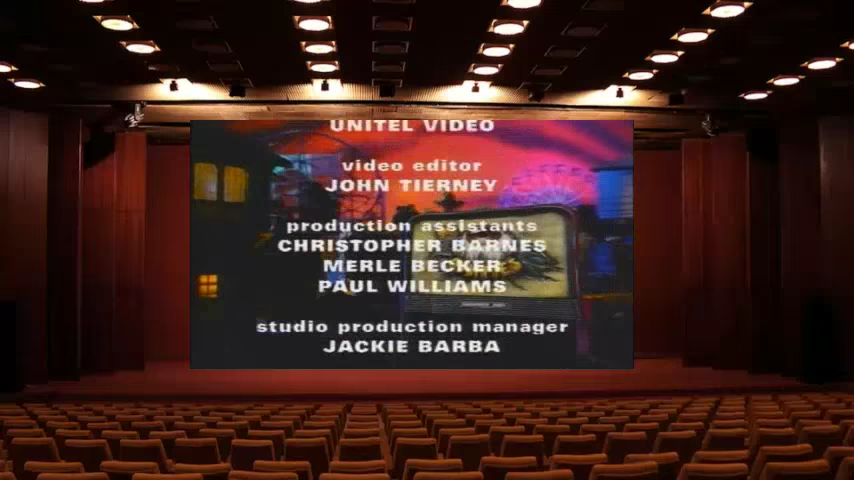 UNITEL VIDEO
video editor
JOHN TIERNEY
production assistants
CHRISTOPHER BARNES
MERLE BECKER
PAUL WILLIAMS
studio production manager
JACKIE BARBA